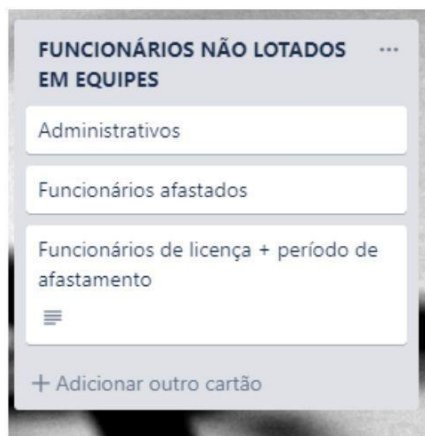 FUNCIONÁRIOS NÃO LOTADOS
EM EQUIPES
Administrativos
Funcionários afastados
Funcionários de licença + período de
afastamento
+ Adicionar outro cartão